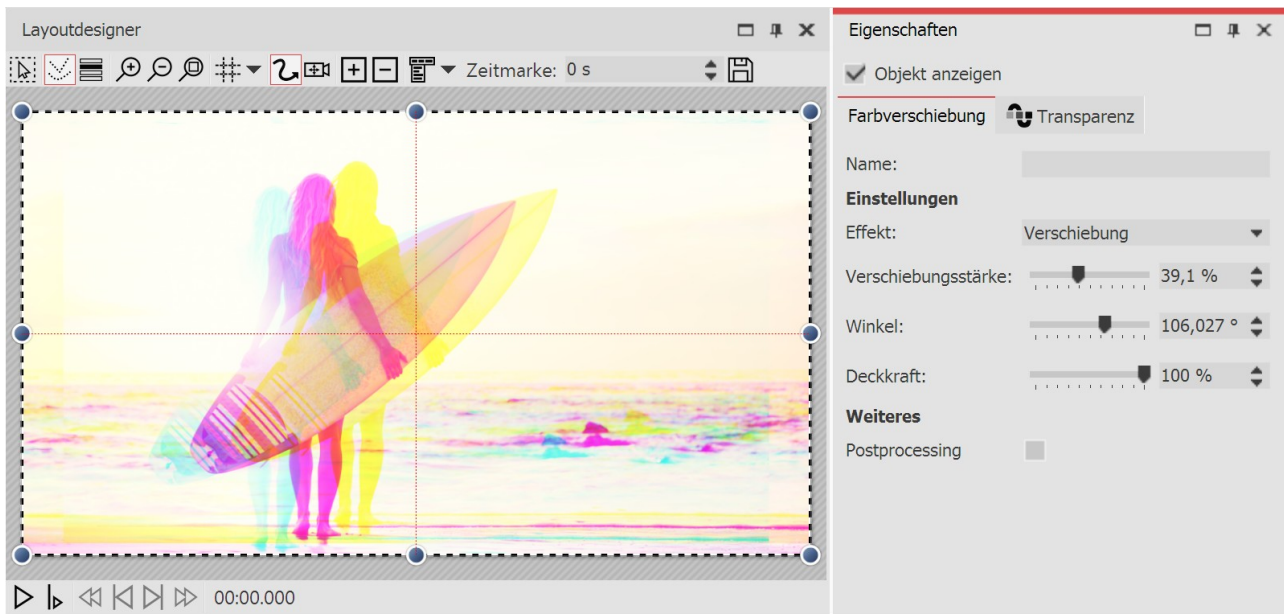 Layoutdesigner
Zeitmarke: 0 s
00:00.000
Eigenschaften
Objekt anzeigen
Farbverschiebung Transparenz
Name:
Einstellungen
Effekt: Verschiebung
Verschiebungsstärke: 39,1 %
Winkel: 106,027 °
Deckkraft: 100 %
Weiteres
Postprocessing